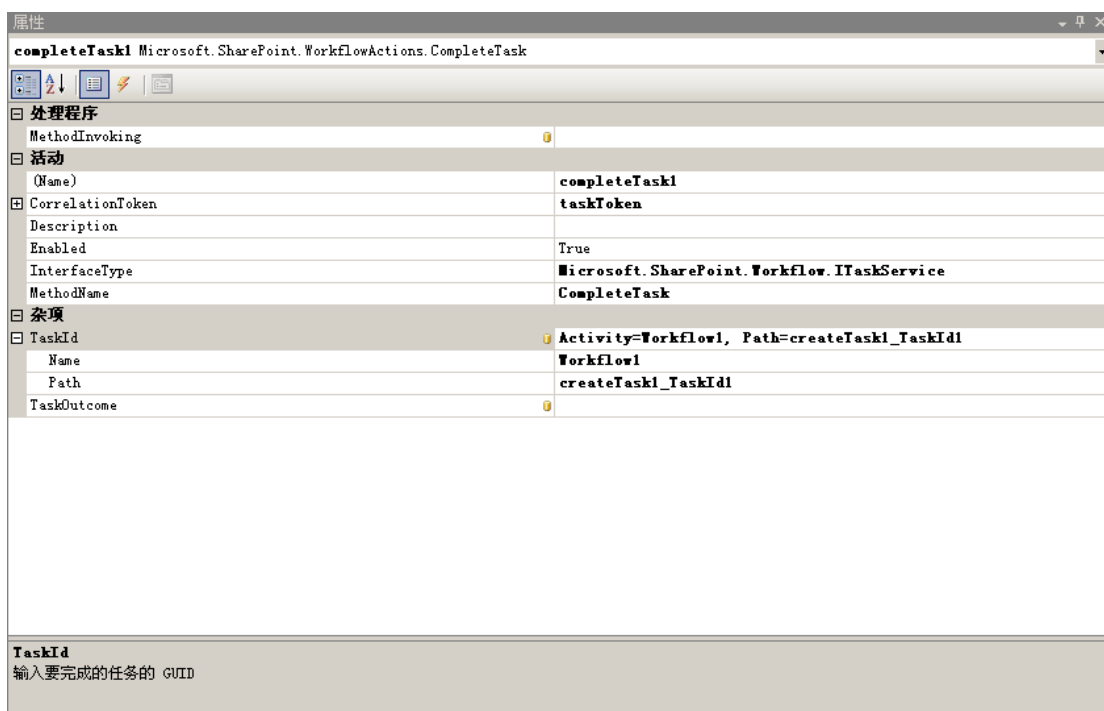 属性
completeTask1 Microsoft.SharePoint.WorkflowActions.CompleteTask
处理程序
MethodInvoking
活动
(Name) completeTask1
CorrelationToken taskToken
Description
Enabled True
InterfaceType Microsoft.SharePoint.Workflow.ITaskService
MethodName CompleteTask
杂项
TaskId Activity=Workflow1, Path=createTask1_TaskId1
Name Workflow1
Path createTask1_TaskId1
TaskOutcome
TaskId
输入要完成的任务的 GUID